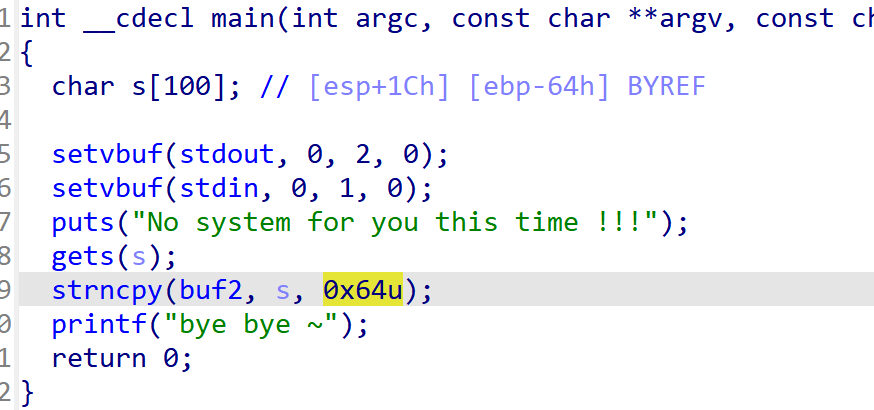 1 int __cdecl main(int argc, const char **argv, const ch
2 {
3 char s[100]; // [esp+1Ch] [ebp-64h] BYREF
4
5 setvbuf(stdout, 0, 2, 0);
6 setvbuf(stdin, 0, 1, 0);
7 puts("No system for you this time !!!");
8 gets(s);
9 strncpy(buf2, s, 0x64u);
0 printf("bye bye ~");
1 return 0;
2 }